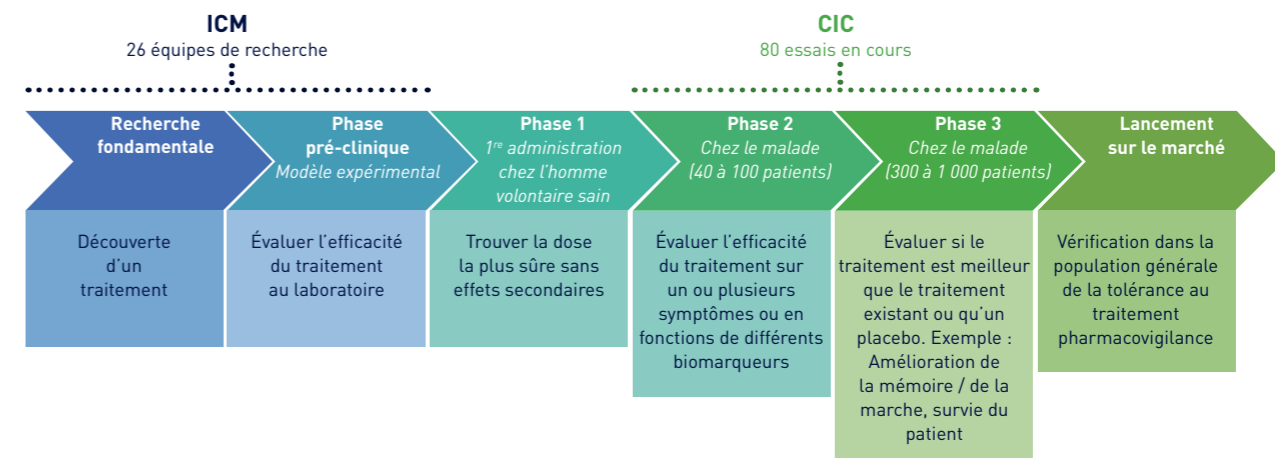 ICM
26 équipes de recherche
CIC
80 essais en cours
Recherche
fondamentale
Phase
pré-clinique
Modèle expérimental
Phase 1
1re administration
chez l'homme
volontaire sain
Phase 2
Chez le malade
(40 à 100 patients)
Phase 3
Chez le malade
(300 à 1 000 patients)
Lancement
sur le marché
Découverte
d'un
traitement
Évaluer l'efficacité
du traitement
au laboratoire
Trouver la dose
la plus sûre sans
effets secondaires
Évaluer l'efficacité
du traitement sur
un ou plusieurs
symptômes ou en
fonctions de différents
biomarqueurs
Évaluer si le
traitement est meilleur
que le traitement
existant ou qu'un
placebo. Exemple :
Amélioration de
la mémoire / de la
marche, survie du
patient
Vérification dans la
population générale
de la tolérance au
traitement
pharmacovigilance